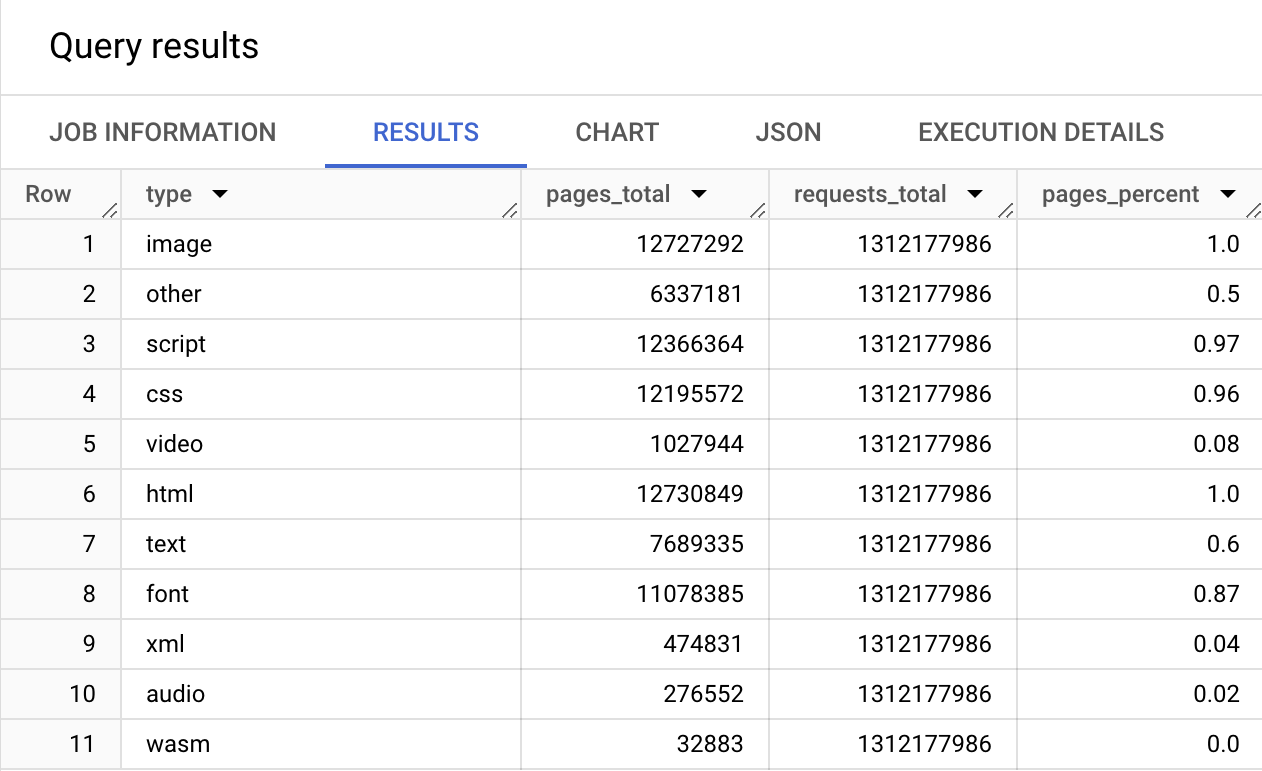 Query results
JOB INFORMATION RESULTS CHART JSON EXECUTION DETAILS
Row type pages_total requests_total pages_percent
1 image 12727292 1312177986 1.0
2 other 6337181 1312177986 0.5
3 script 12366364 1312177986 0.97
4 css 12195572 1312177986 0.96
5 video 1027944 1312177986 0.08
6 html 12730849 1312177986 1.0
7 text 7689335 1312177986 0.6
8 font 11078385 1312177986 0.87
9 xml 474831 1312177986 0.04
10 audio 276552 1312177986 0.02
11 wasm 32883 1312177986 0.0